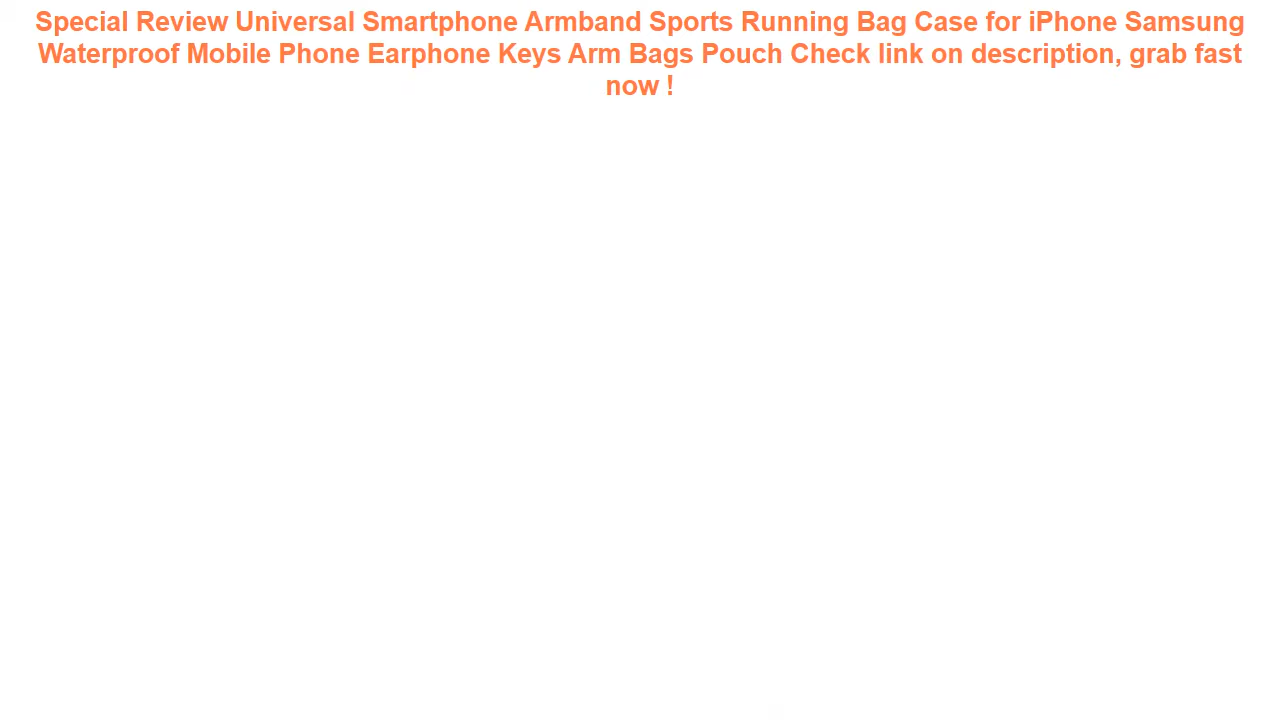 Special Review Universal Smartphone Armband Sports Running Bag Case for iPhone Samsung
Waterproof Mobile Phone Earphone Keys Arm Bags Pouch Check link on description, grab fast
now !